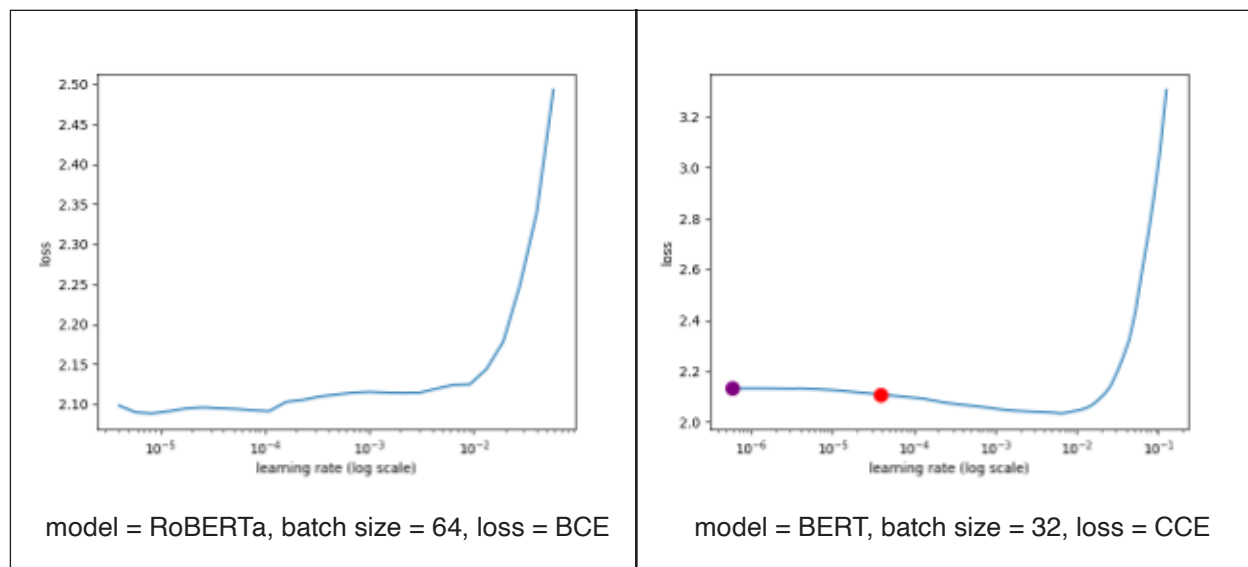 2.50
2.45
2.40
2.35
2.30
2.25
2.20
2.15
2.10
loss
10⁻⁵ 10⁻⁴ 10⁻³ 10⁻²
learning rate (log scale)
model = RoBERTa, batch size = 64, loss = BCE
3.2
3.0
2.8
2.6
2.4
2.2
2.0
loss
10⁻⁶ 10⁻⁵ 10⁻⁴ 10⁻³ 10⁻² 10⁻¹
learning rate (log scale)
model = BERT, batch size = 32, loss = CCE